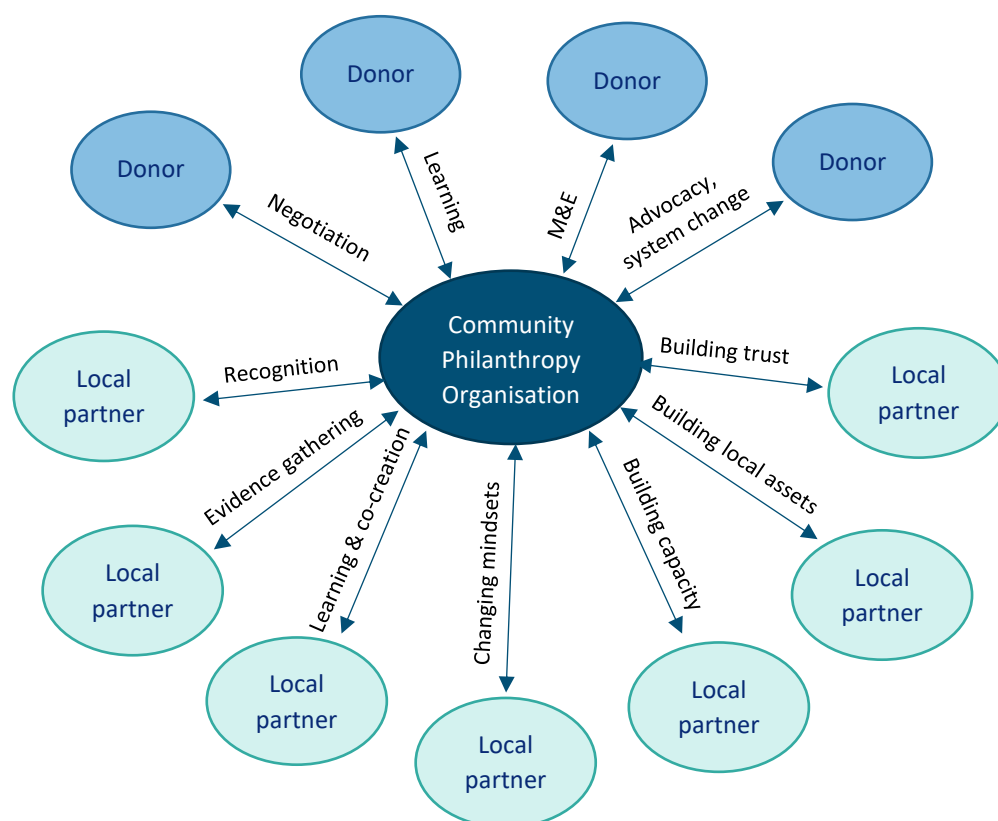 Donor
Donor
Donor
Donor
Negotiation
Learning
M&E
Advocacy,
system change
Community
Philanthropy
Organisation
Recognition
Building trust
Local
partner
Local
partner
Evidence gathering
Learning & co-creation
Changing mindsets
Building capacity
Building local assets
Local
partner
Local
partner
Local
partner
Local
partner
Local
partner